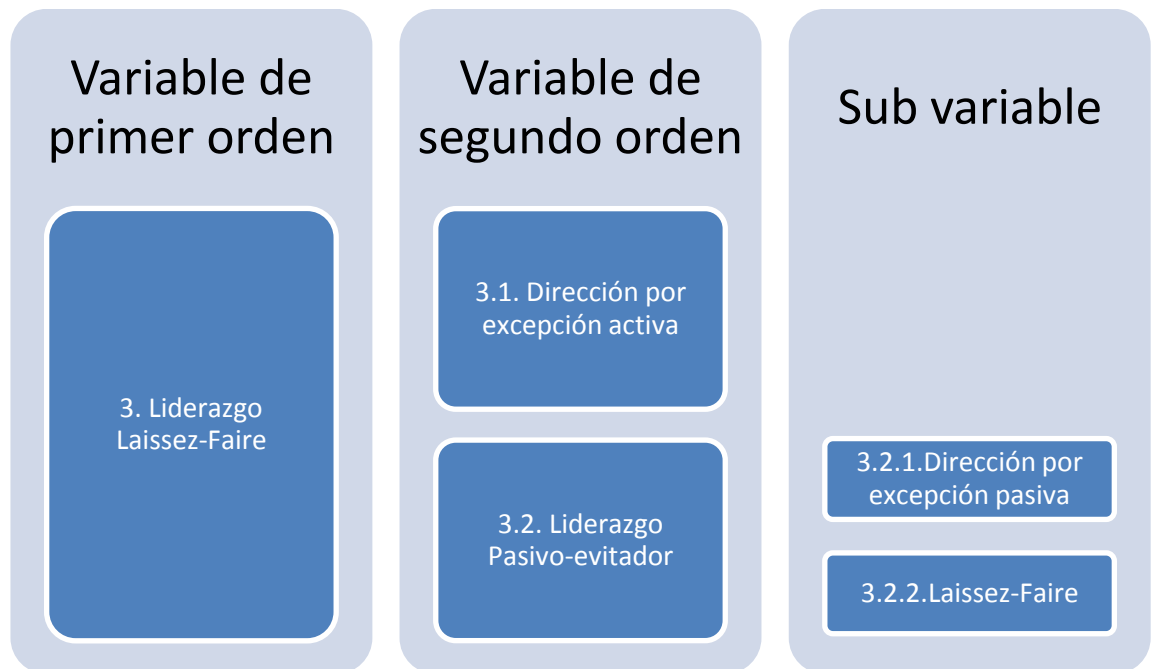 Variable de
primer orden
3. Liderazgo
Laissez-Faire
Variable de
segundo orden
3.1. Dirección por
excepción activa
3.2. Liderazgo
Pasivo-evitador
Sub variable
3.2.1.Dirección por
excepción pasiva
3.2.2.Laissez-Faire